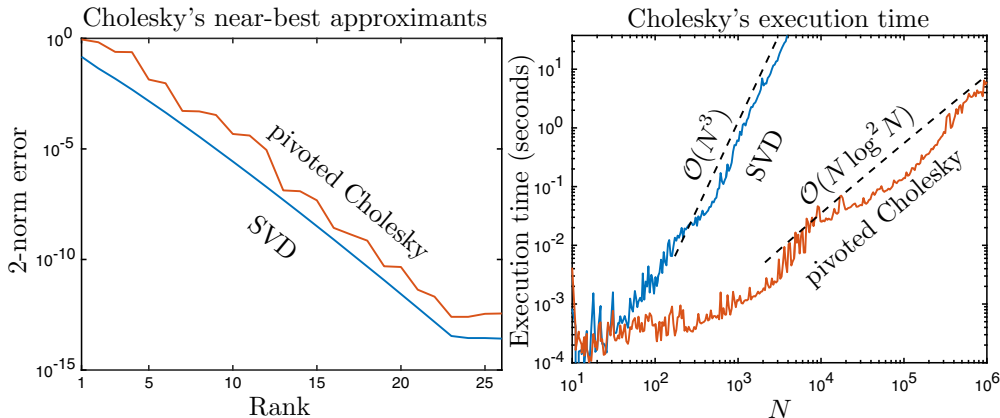 Cholesky's near-best approximants
2-norm error
10^0
10^-5
10^-10
10^-15
pivoted Cholesky
SVD
1 5 10 15 20 25
Rank
Cholesky's execution time
Execution time (seconds)
10^1
10^0
10^-1
10^-2
10^-3
10^-4
O(N^3)
SVD
O(N log^2 N)
pivoted Cholesky
10^1 10^2 10^3 10^4 10^5 10^6
N